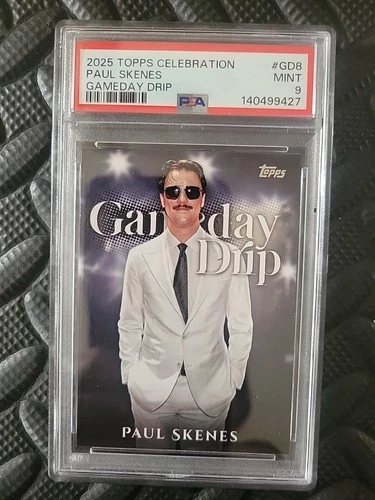 2025 TOPPS CELEBRATION #GD8
PAUL SKENES MINT
GAMEDAY DRIP 9
PSA 140499427
Topps
Gameday
Drip
PAUL SKENES